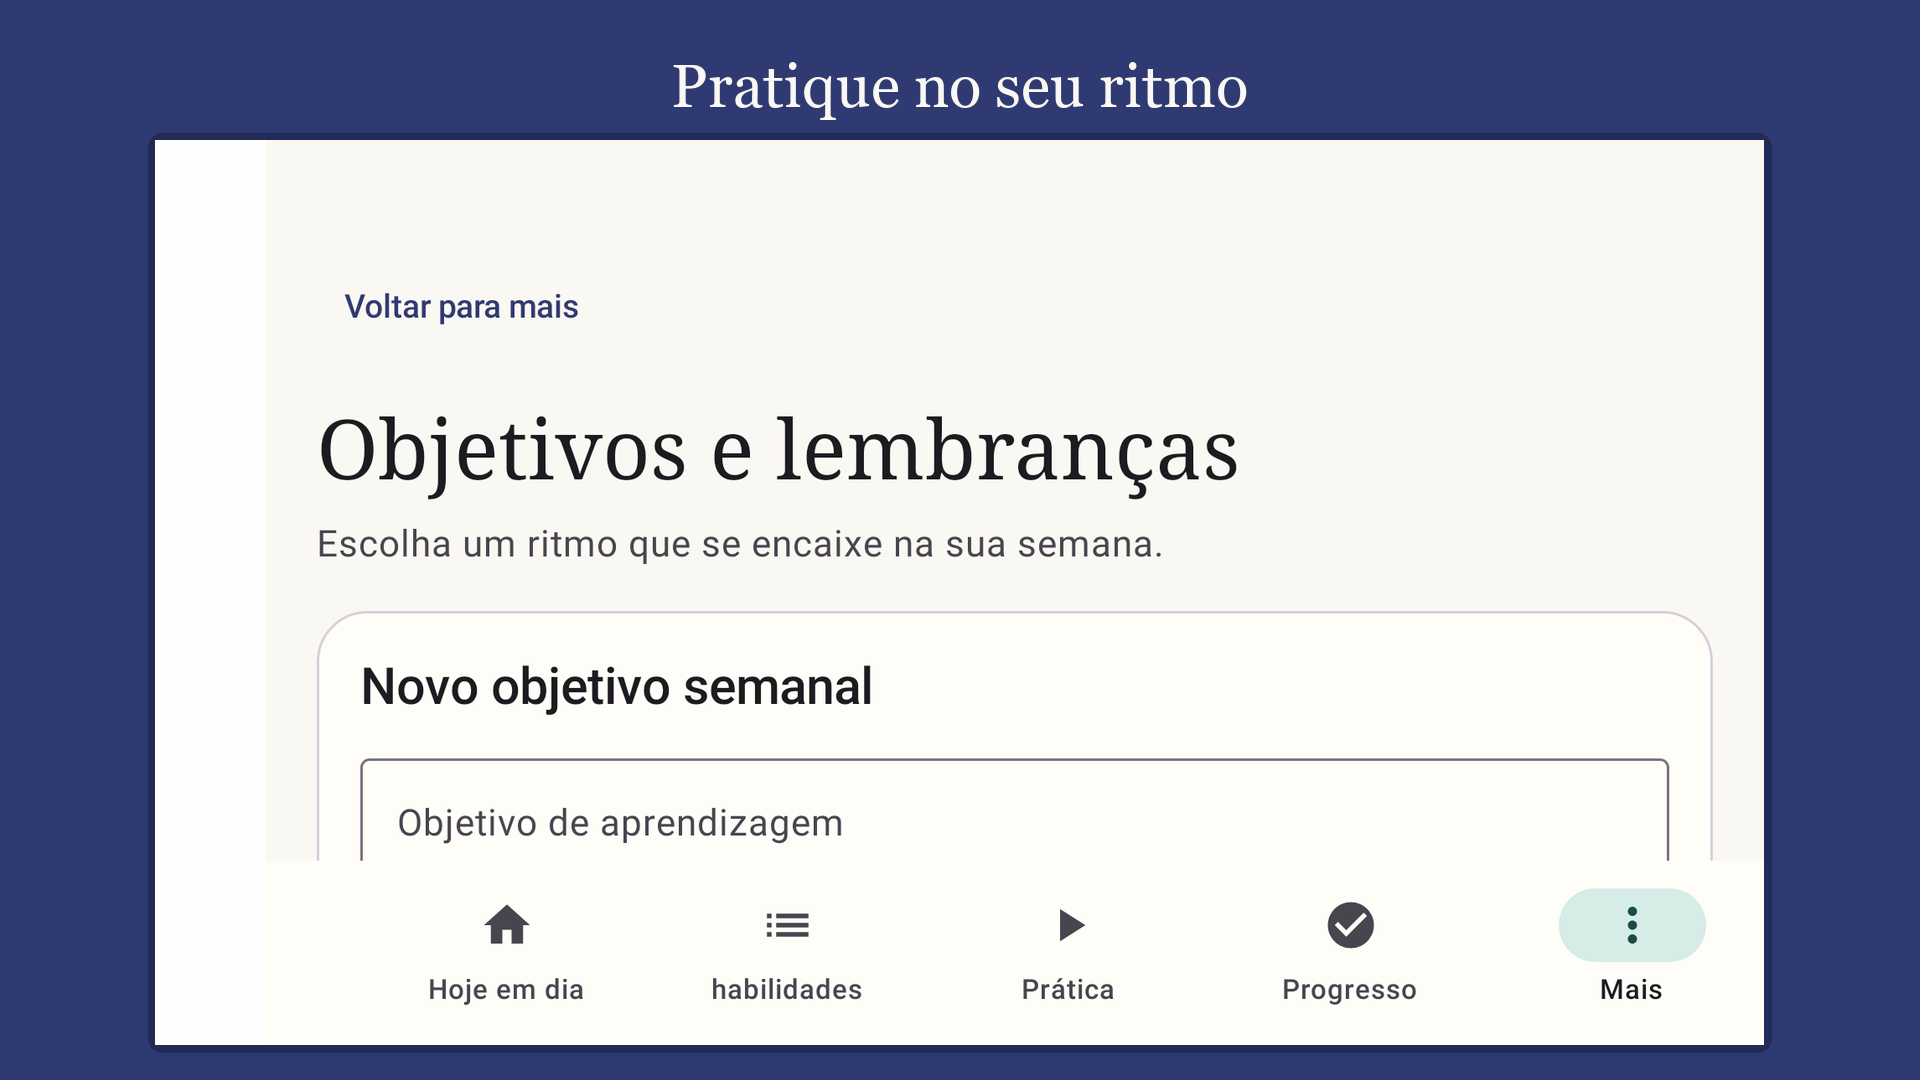 Pratique no seu ritmo
Voltar para mais
Objetivos e lembranças
Escolha um ritmo que se encaixe na sua semana.
Novo objetivo semanal
Objetivo de aprendizagem
Hoje em dia
habilidades
Prática
Progresso
Mais